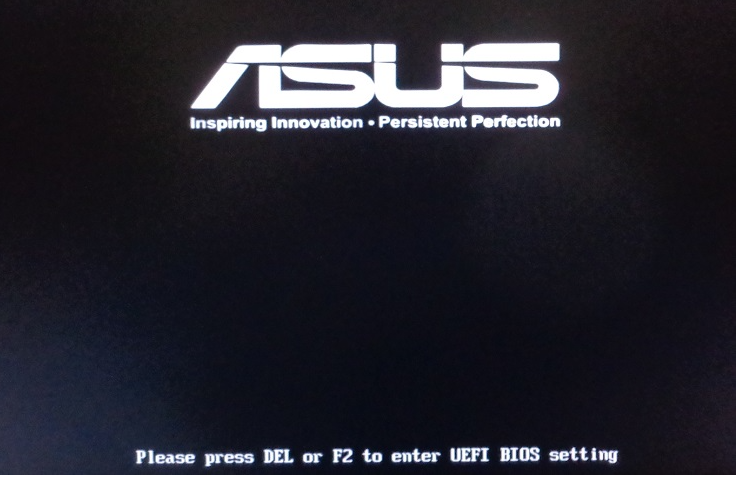 ASUS
Inspiring Innovation • Persistent Perfection
Please press DEL or F2 to enter UEFI BIOS setting